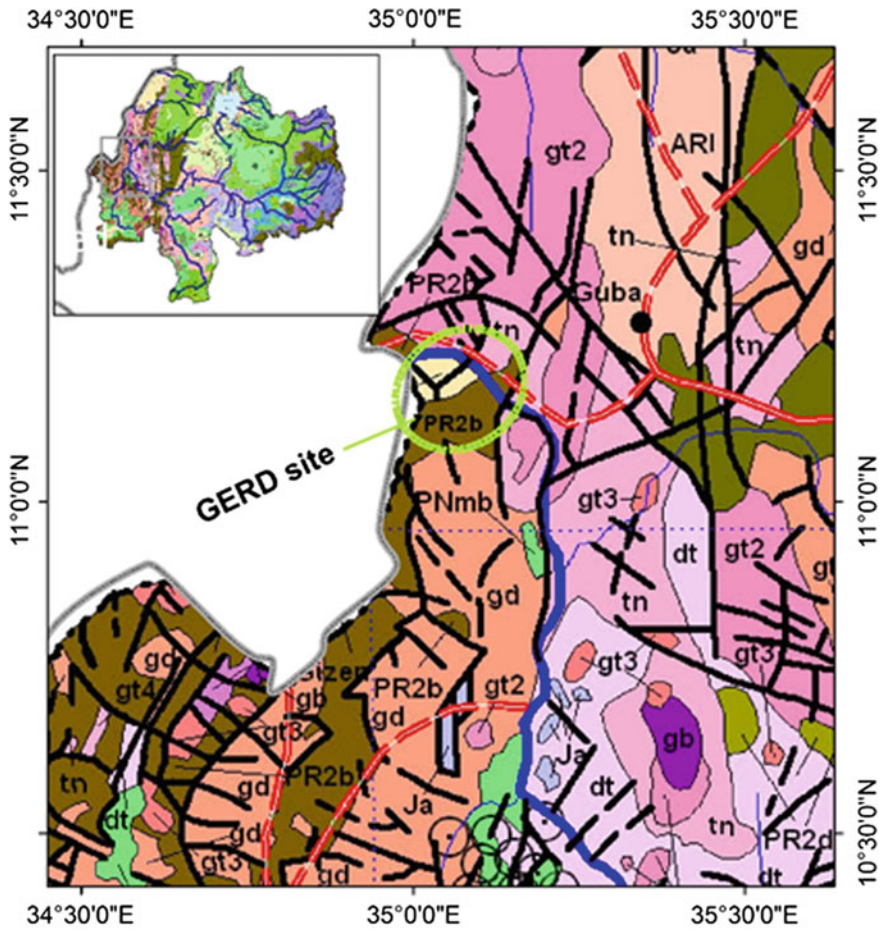 34°30'0"E 35°0'0"E 35°30'0"E
11°30'0"N
11°30'0"N
gt2
ARI
tn
gd
PR2b
Guba
tn
tn
PR2b
GERD site
11°0'0"N
11°0'0"N
PNmb
gt3
dt
gt2
gd
tn
gd
gt4
gb
PR2b
gd
gt2
gt3
gt3
gt3
gb
tn
PR2b
Ja
Ja
gd
dt
tn
dt
gd
gt3
gd
PR2d
dt
10°30'0"N
10°30'0"N
34°30'0"E 35°0'0"E 35°30'0"E